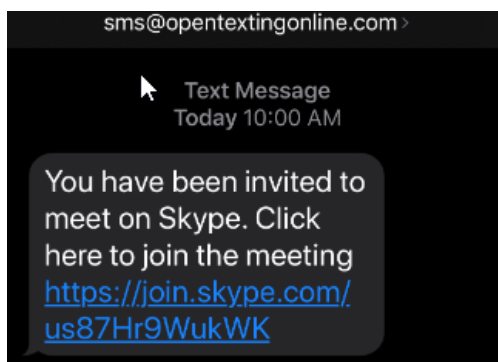 sms@opentextingonline.com >
Text Message
Today 10:00 AM
You have been invited to
meet on Skype. Click
here to join the meeting
https://join.skype.com/
us87Hr9WukWK